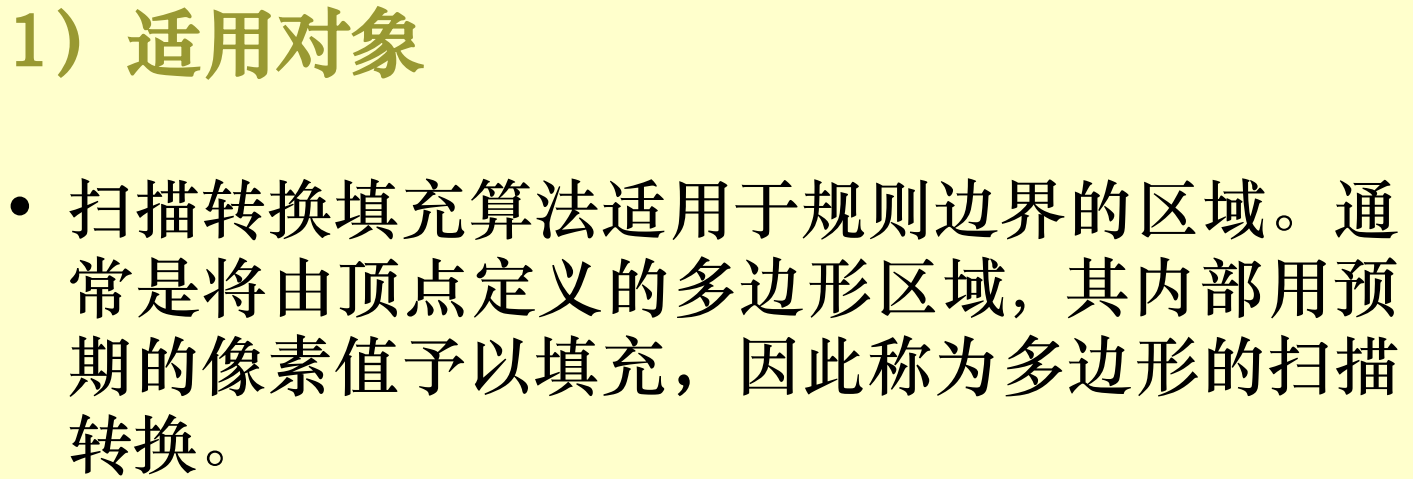 1）适用对象
• 扫描转换填充算法适用于规则边界的区域。通
常是将由顶点定义的多边形区域，其内部用预
期的像素值予以填充，因此称为多边形的扫描
转换。